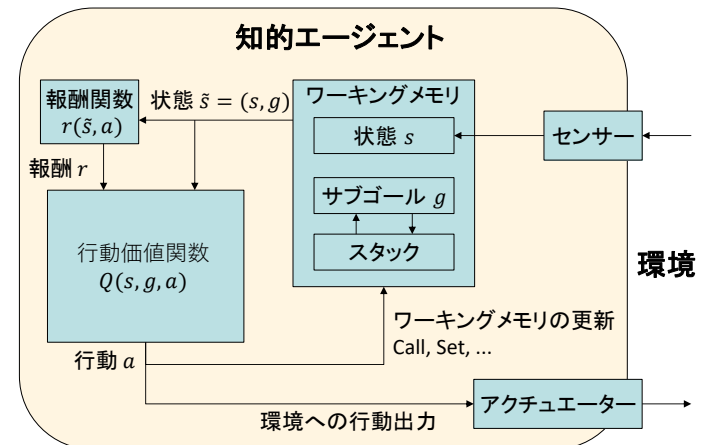 知的エージェント
報酬関数
r(s̃, a)
状態 s̃ = (s, g)
ワーキングメモリ
状態 s
センサー
報酬 r
サブゴール g
スタック
行動価値関数
Q(s, g, a)
環境
ワーキングメモリの更新
Call, Set, ...
行動 a
アクチュエーター
環境への行動出力